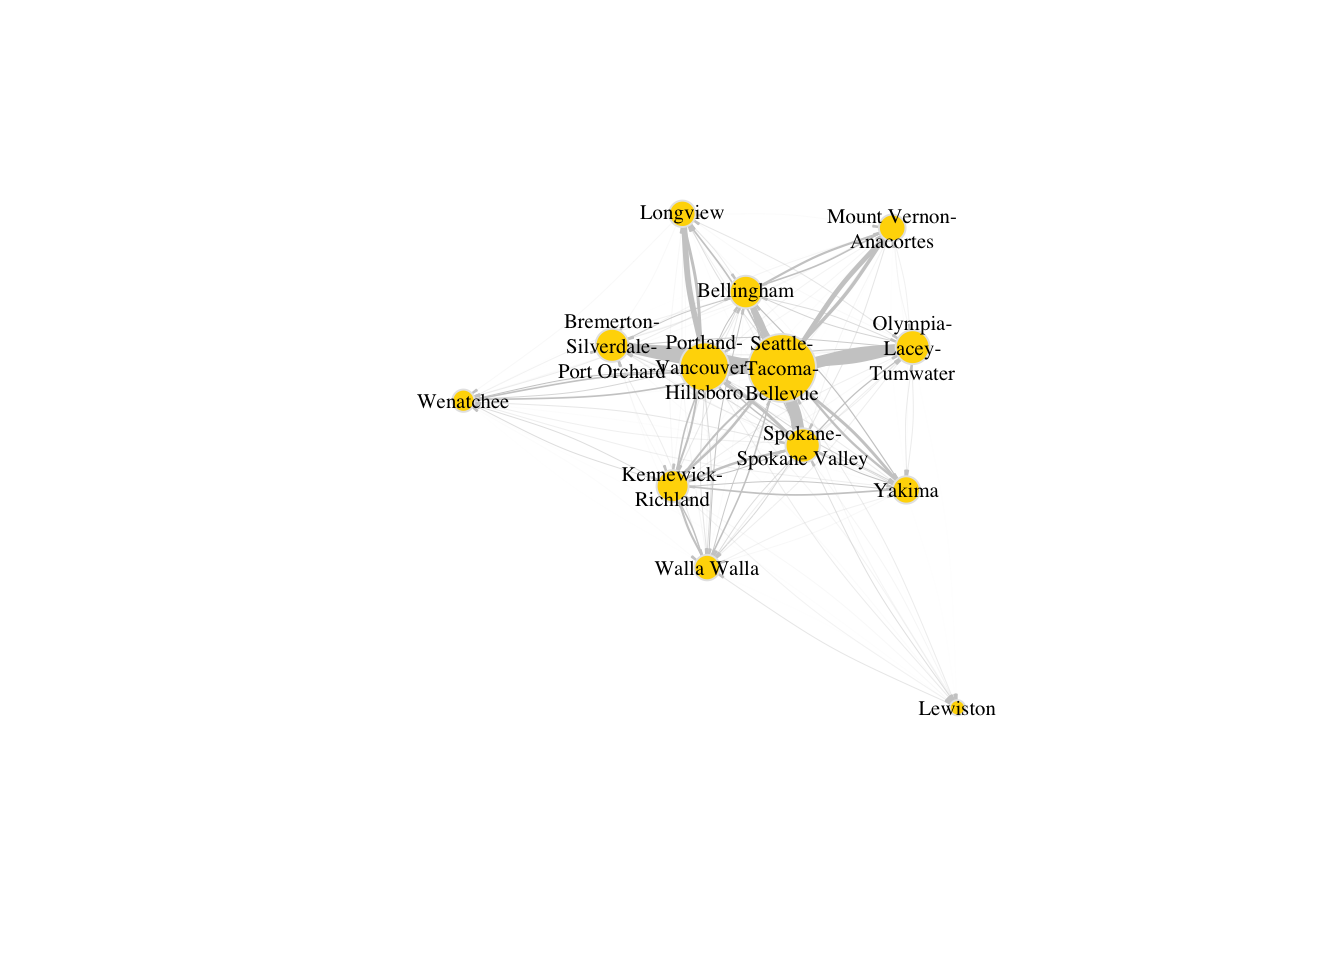 Longview
Mount Vernon-
Anacortes
Bellingham
Bremerton-
Silverdale-
Port Orchard
Portland-
Vancouver-
Hillsboro
Seattle-
Tacoma-
Bellevue
Olympia-
Lacey-
Tumwater
Wenatchee
Spokane-
Spokane Valley
Kennewick-
Richland
Yakima
Walla Walla
Lewiston